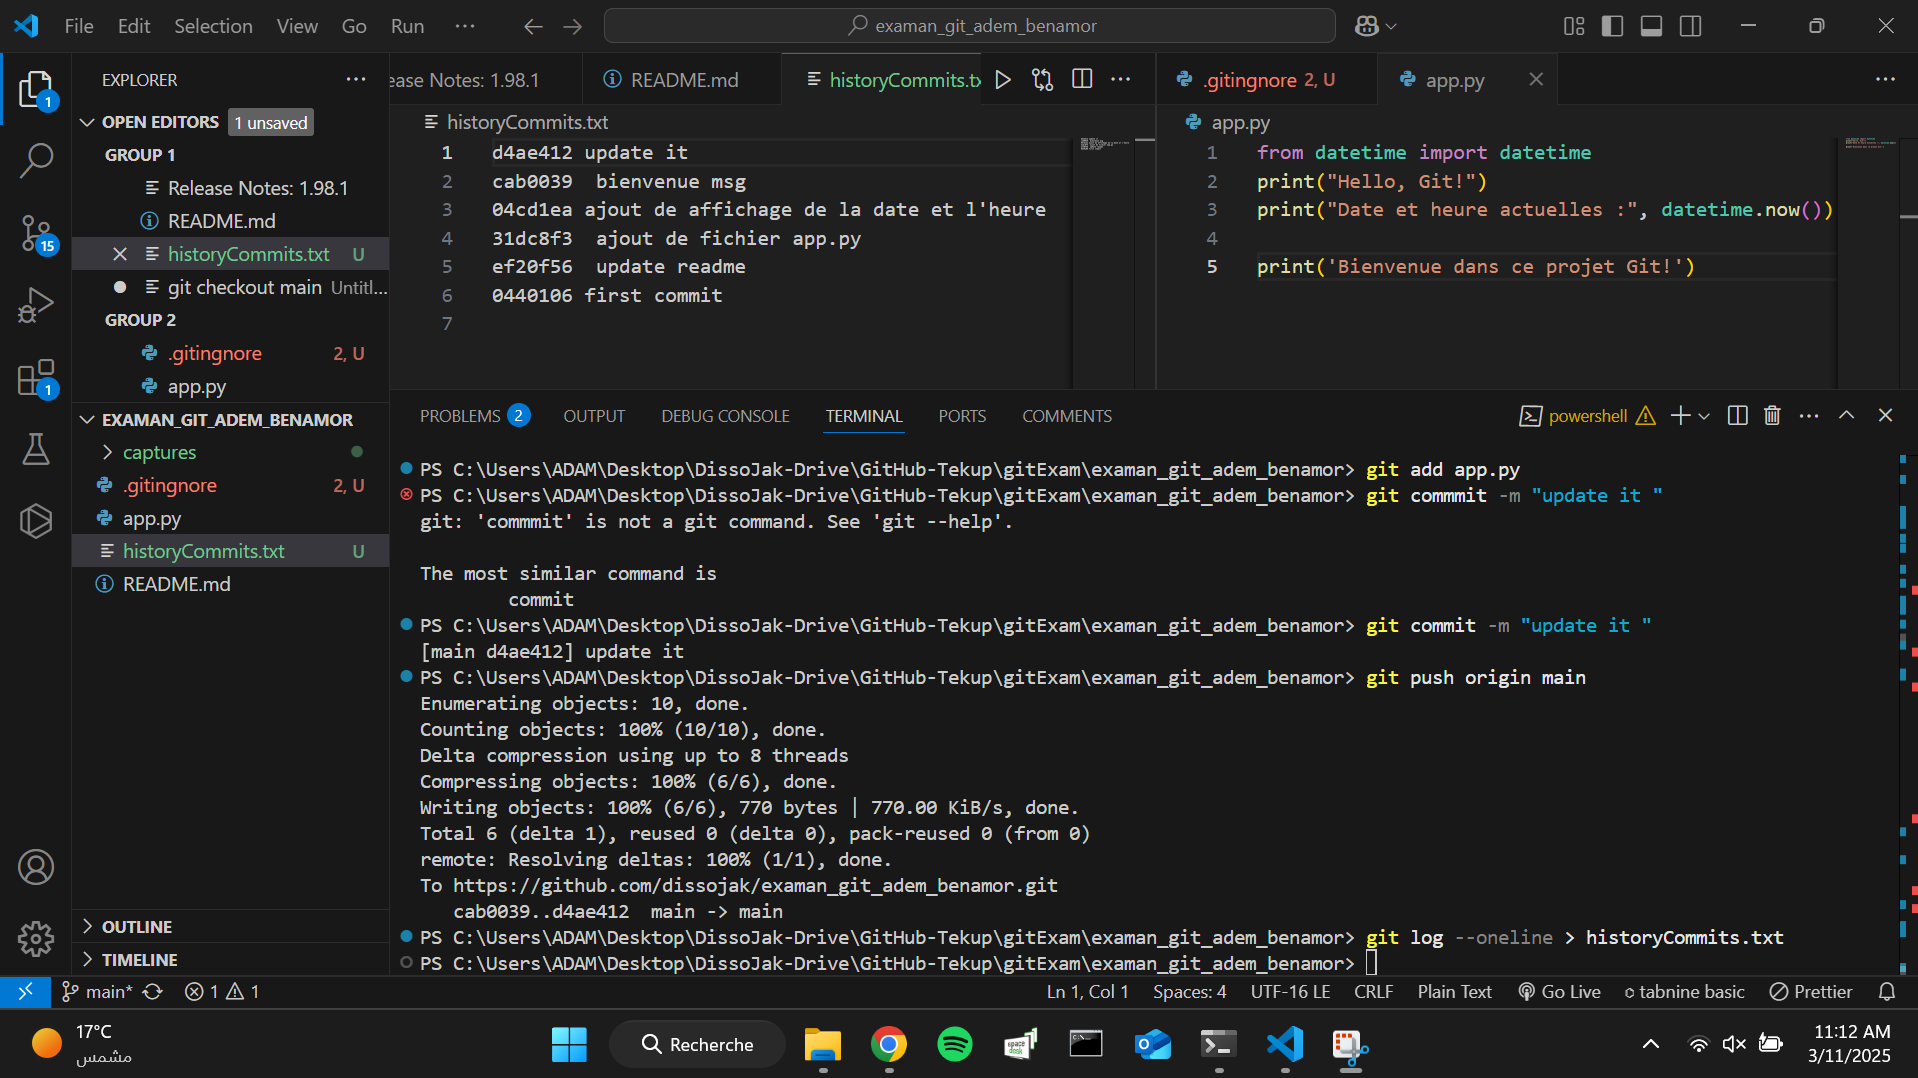 File Edit Selection View Go Run ···
examan_git_adem_benamor
EXPLORER
OPEN EDITORS 1 unsaved
GROUP 1
Release Notes: 1.98.1
README.md
historyCommits.txt U
git checkout main Untitl...
GROUP 2
.gitingnore 2, U
app.py
EXAMAN_GIT_ADEM_BENAMOR
captures
.gitingnore 2, U
app.py
historyCommits.txt U
README.md
OUTLINE
TIMELINE
1
15
1
ease Notes: 1.98.1 README.md historyCommits.tx
historyCommits.txt
1 d4ae412 update it
2 cab0039  bienvenue msg
3 04cd1ea ajout de affichage de la date et l'heure
4 31dc8f3  ajout de fichier app.py
5 ef20f56  update readme
6 0440106 first commit
7
.gitingnore 2, U app.py
app.py
1 from datetime import datetime
2 print("Hello, Git!")
3 print("Date et heure actuelles :", datetime.now())
4
5 print('Bienvenue dans ce projet Git!')
PROBLEMS 2 OUTPUT DEBUG CONSOLE TERMINAL PORTS COMMENTS
powershell
PS C:\Users\ADAM\Desktop\DissoJak-Drive\GitHub-Tekup\gitExam\examan_git_adem_benamor> git add app.py
PS C:\Users\ADAM\Desktop\DissoJak-Drive\GitHub-Tekup\gitExam\examan_git_adem_benamor> git commmit -m "update it "
git: 'commmit' is not a git command. See 'git --help'.
The most similar command is
commit
PS C:\Users\ADAM\Desktop\DissoJak-Drive\GitHub-Tekup\gitExam\examan_git_adem_benamor> git commit -m "update it "
[main d4ae412] update it
PS C:\Users\ADAM\Desktop\DissoJak-Drive\GitHub-Tekup\gitExam\examan_git_adem_benamor> git push origin main
Enumerating objects: 10, done.
Counting objects: 100% (10/10), done.
Delta compression using up to 8 threads
Compressing objects: 100% (6/6), done.
Writing objects: 100% (6/6), 770 bytes | 770.00 KiB/s, done.
Total 6 (delta 1), reused 0 (delta 0), pack-reused 0 (from 0)
remote: Resolving deltas: 100% (1/1), done.
To https://github.com/dissojak/examan_git_adem_benamor.git
cab0039..d4ae412  main -> main
PS C:\Users\ADAM\Desktop\DissoJak-Drive\GitHub-Tekup\gitExam\examan_git_adem_benamor> git log --oneline > historyCommits.txt
PS C:\Users\ADAM\Desktop\DissoJak-Drive\GitHub-Tekup\gitExam\examan_git_adem_benamor>
main* 1 1
Ln 1, Col 1 Spaces: 4 UTF-16 LE CRLF Plain Text Go Live tabnine basic Prettier
17°C
مشمس
Recherche
space desk
11:12 AM
3/11/2025